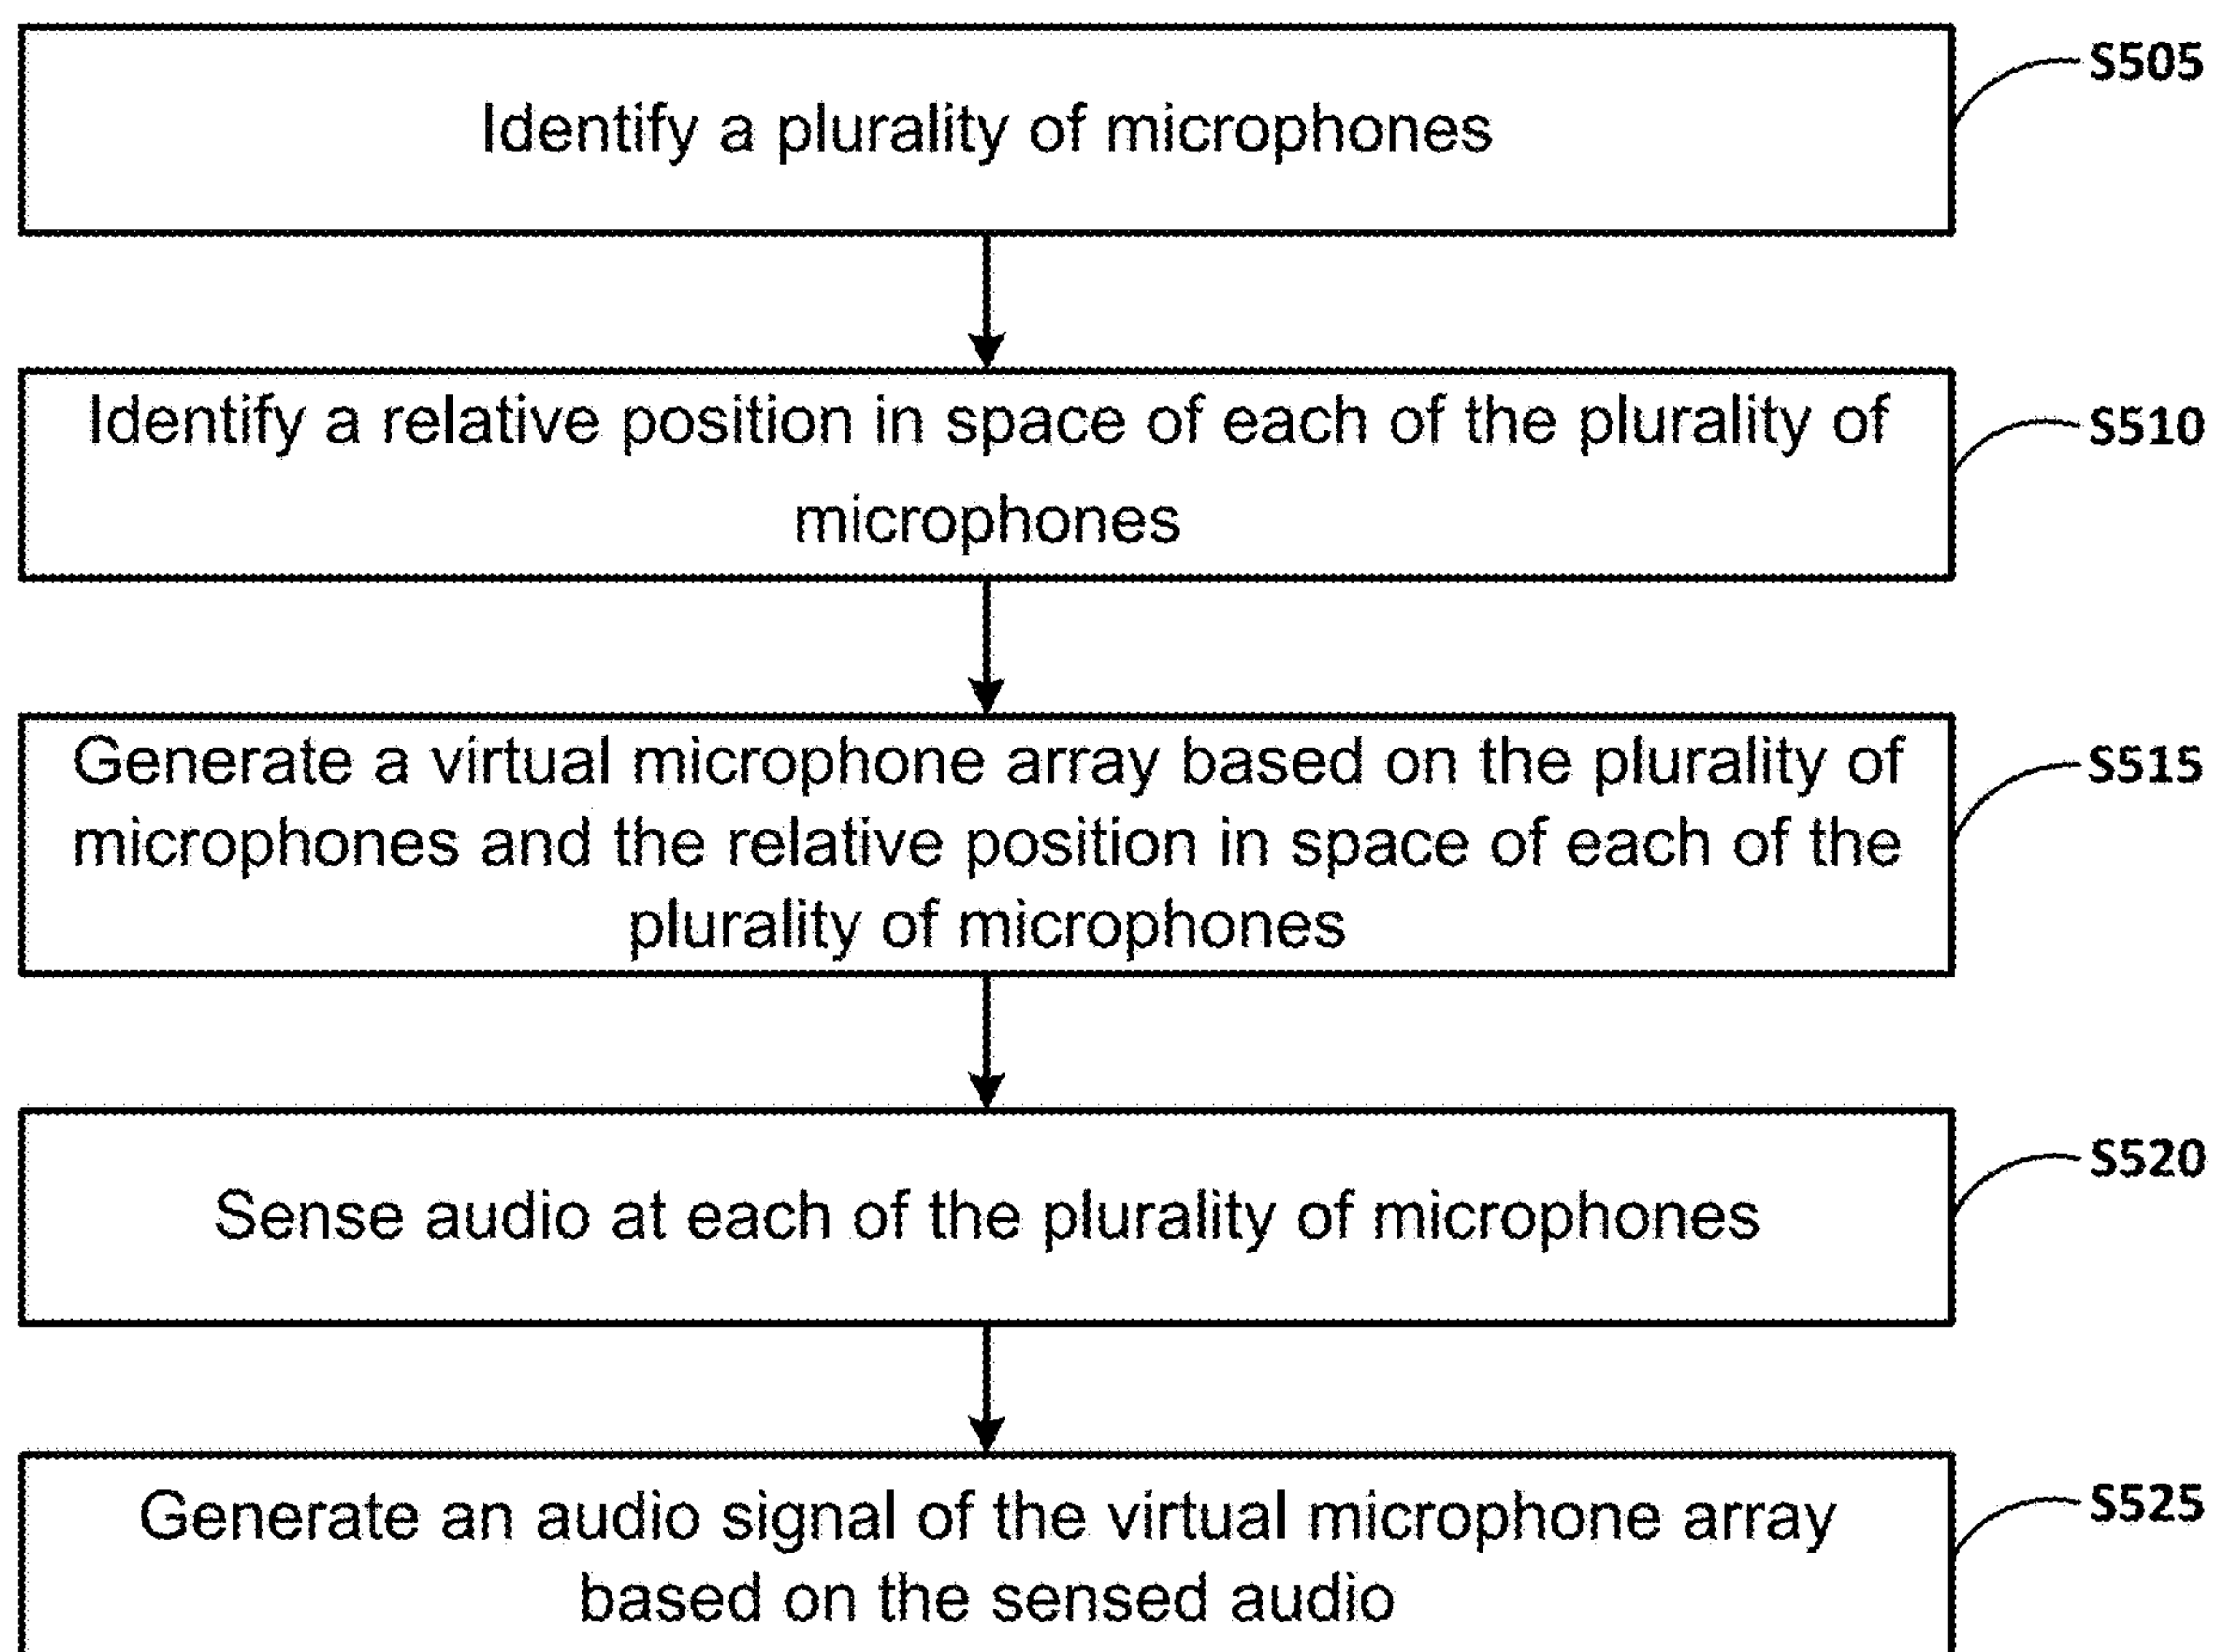 Identify a plurality of microphones
S505
Identify a relative position in space of each of the plurality of
microphones
S510
Generate a virtual microphone array based on the plurality of
microphones and the relative position in space of each of the
plurality of microphones
S515
Sense audio at each of the plurality of microphones
S520
Generate an audio signal of the virtual microphone array
based on the sensed audio
S525